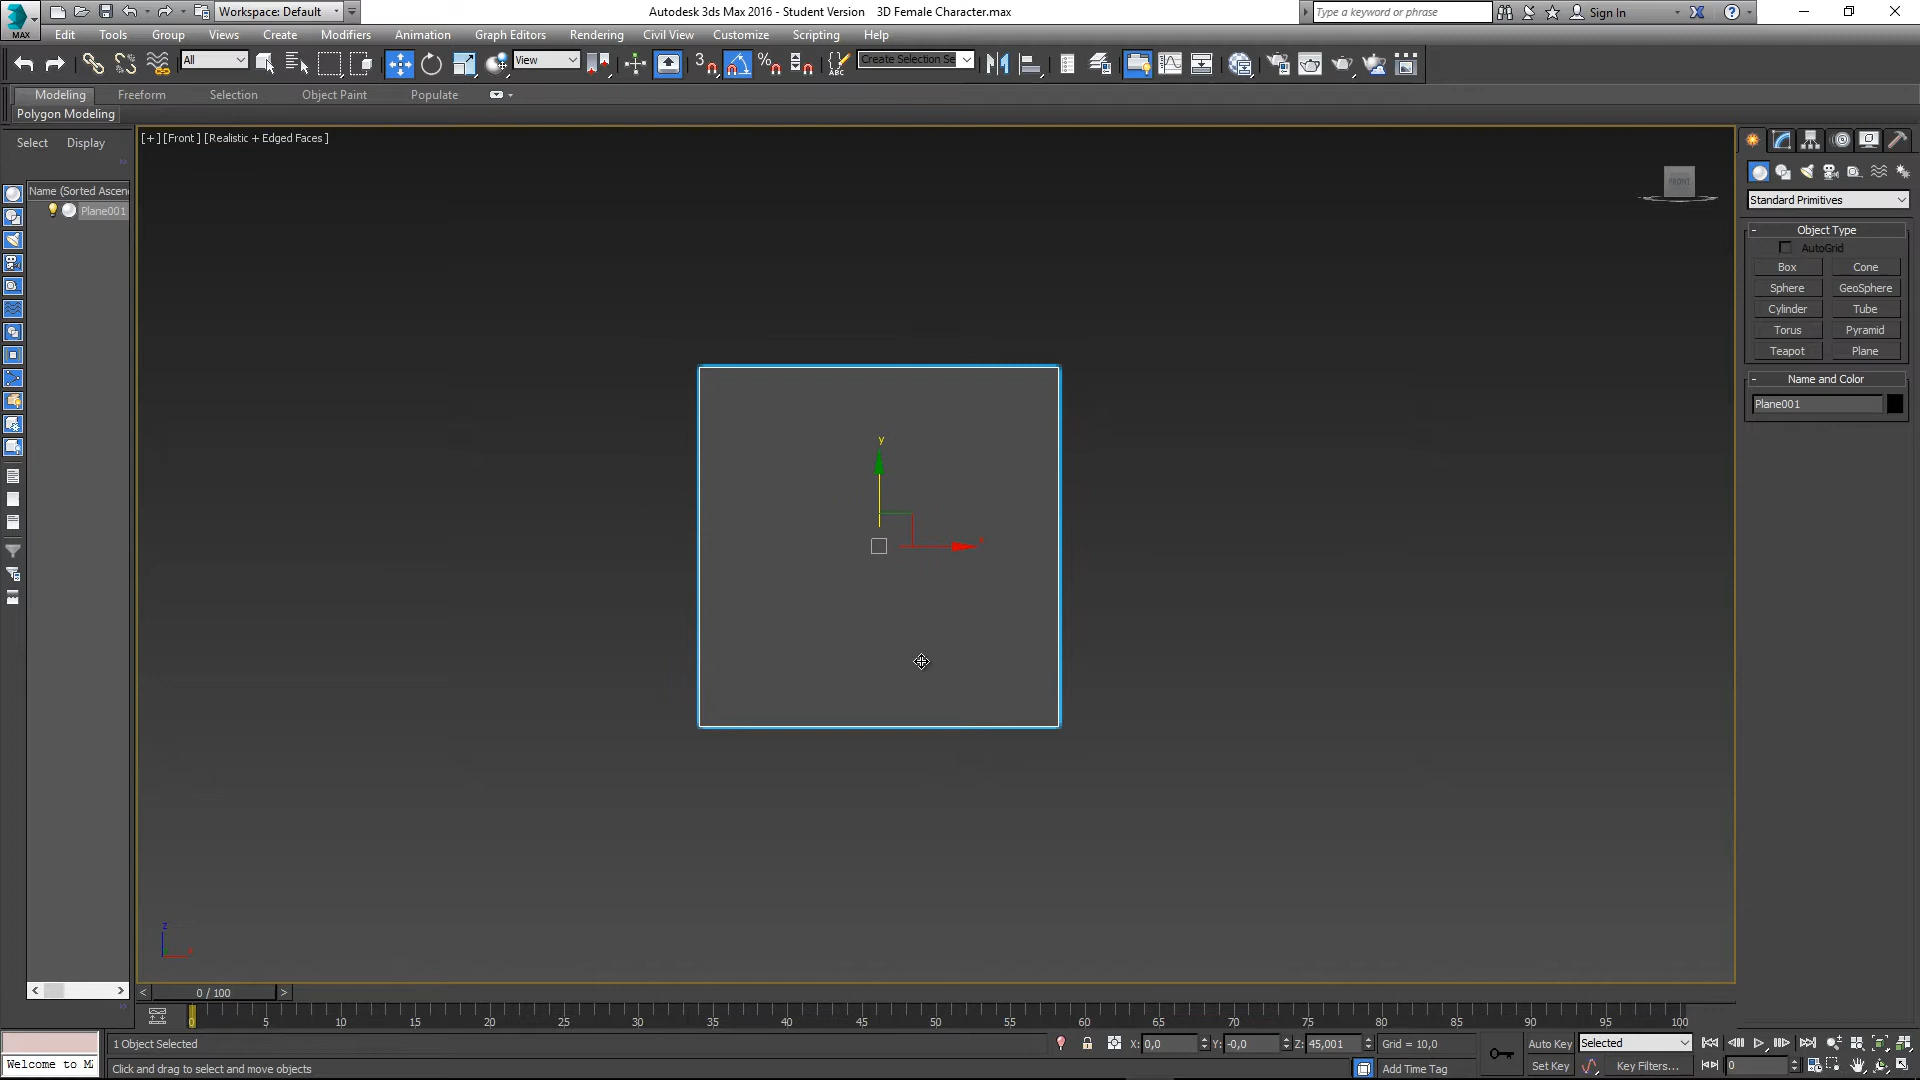 Workspace: Default
Autodesk 3ds Max 2016 - Student Version    3D Female Character.max
Type a keyword or phrase
Sign In
MAX
Edit Tools Group Views Create Modifiers Animation Graph Editors Rendering Civil View Customize Scripting Help
All
View
3
ABC
Create Selection Se
Modeling Freeform Selection Object Paint Populate
Polygon Modeling
Select Display
[+] [Front] [Realistic + Edged Faces]
Name (Sorted Ascen
Plane001
FRONT
y
x
z
Standard Primitives
- Object Type
AutoGrid
Box Cone
Sphere GeoSphere
Cylinder Tube
Torus Pyramid
Teapot Plane
- Name and Color
Plane001
< 0 / 100 >
0 5 10 15 20 25 30 35 40 45 50 55 60 65 70 75 80 85 90 95 100
1 Object Selected
X: 0,0 Y: -0,0 Z: 45,001
Grid = 10,0
Auto Key Selected
Welcome to M
Click and drag to select and move objects
Add Time Tag
Set Key Key Filters...
0